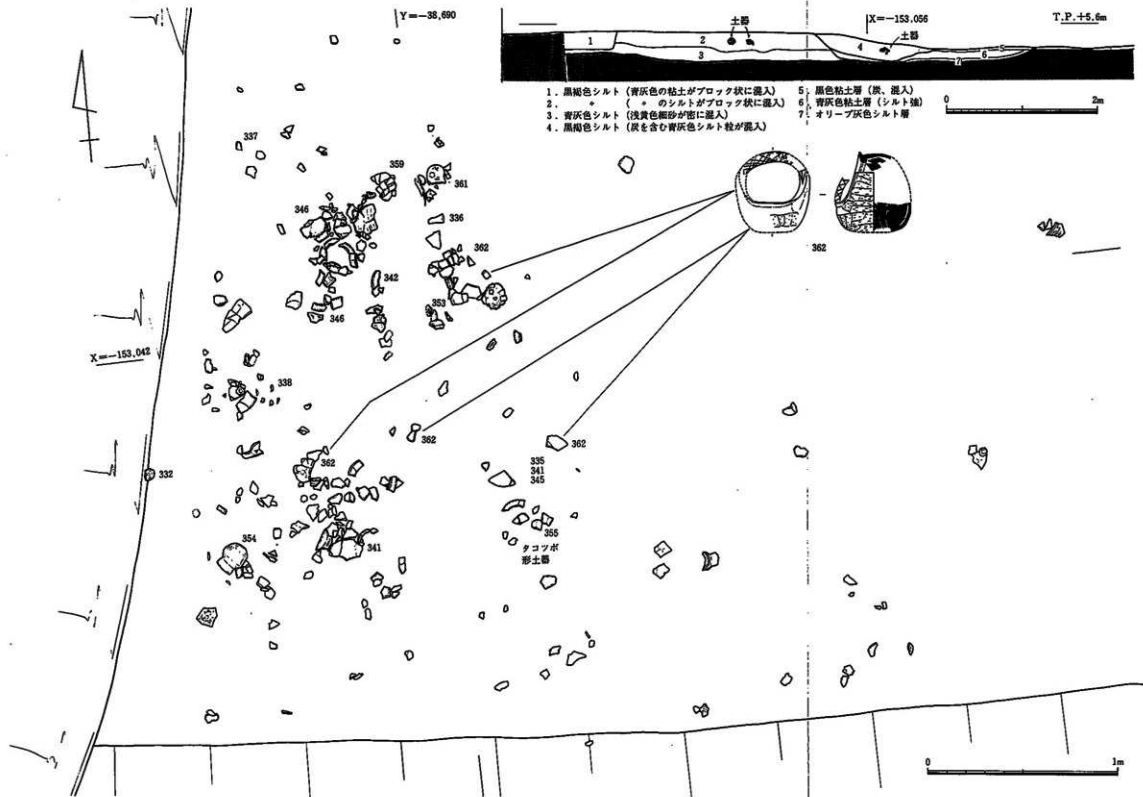 Y=-38,690
土器
X=-153,056
土器
T.P.+5.6m
1
2
3
4
5
6
7
1. 黒褐色シルト (青灰色の粘土がブロック状に混入)
2. 〃 ( 〃 のシルトがブロック状に混入)
3. 青灰色シルト (浅黄色細砂が密に混入)
4. 黒褐色シルト (炭を含む青灰色シルト粒が混入)
5. 黒色粘土層 (炭、混入)
6. 青灰色粘土層 (シルト強)
7. オリーブ灰色シルト層
0 2m
337
359
361
346
336
362
342
346
353
362
X=-153,042
338
362
362
362
332
335
341
345
355
タコツボ
形土器
354
341
0 1m